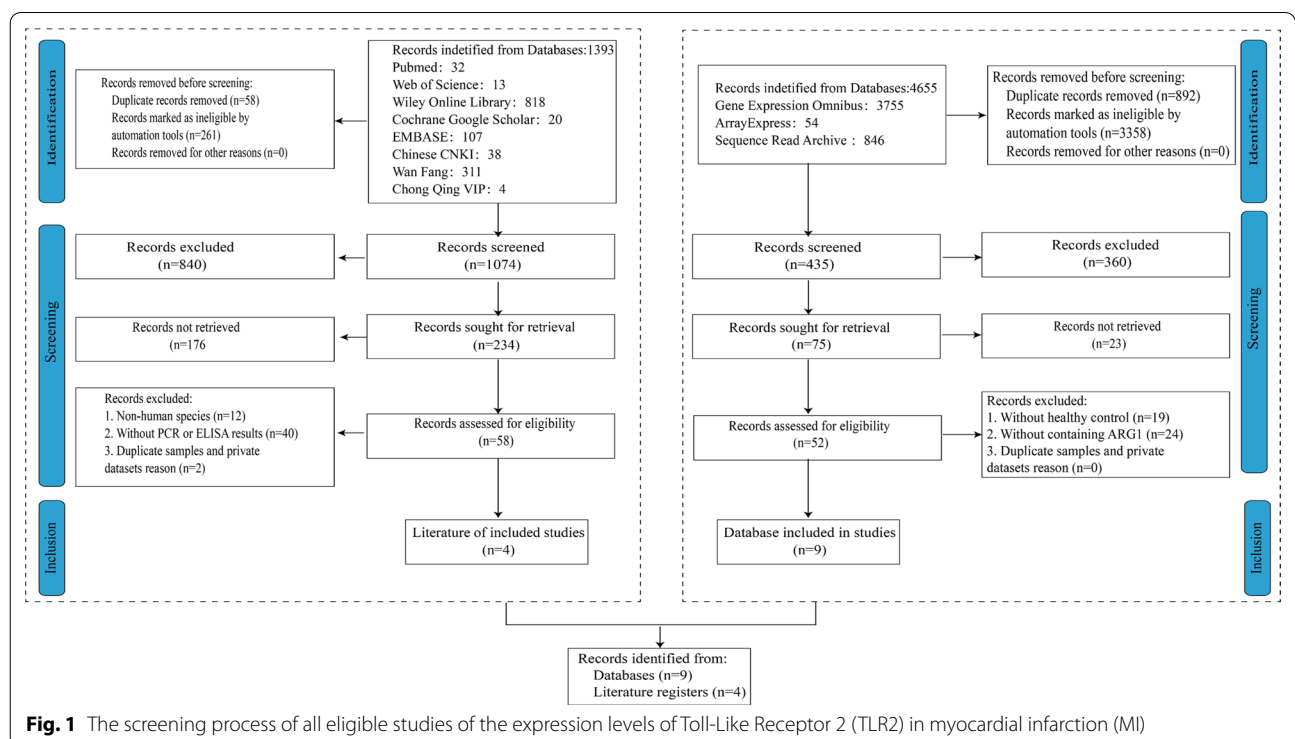 Identification
Records removed before screening:
Duplicate records removed (n=58)
Records marked as ineligible by
automation tools (n=261)
Records removed for other reasons (n=0)
Records indetified from Databases:1393
Pubmed: 32
Web of Science: 13
Wiley Online Library: 818
Cochrane Google Scholar: 20
EMBASE: 107
Chinese CNKI: 38
Wan Fang: 311
Chong Qing VIP: 4
Screening
Records excluded
(n=840)
Records screened
(n=1074)
Records not retrieved
(n=176)
Records sought for retrieval
(n=234)
Records excluded:
1. Non-human species (n=12)
2. Without PCR or ELISA results (n=40)
3. Duplicate samples and private
datasets reason (n=2)
Records assessed for eligibility
(n=58)
Inclusion
Literature of included studies
(n=4)
Records indetified from Databases:4655
Gene Expression Omnibus: 3755
ArrayExpress: 54
Sequence Read Archive : 846
Records removed before screening:
Duplicate records removed (n=892)
Records marked as ineligible by
automation tools (n=3358)
Records removed for other reasons (n=0)
Identification
Records screened
(n=435)
Records excluded
(n=360)
Screening
Records sought for retrieval
(n=75)
Records not retrieved
(n=23)
Records assessed for eligibility
(n=52)
Records excluded:
1. Without healthy control (n=19)
2. Without containing ARG1 (n=24)
3. Duplicate samples and private
datasets reason (n=0)
Database included in studies
(n=9)
Inclusion
Records identified from:
Databases (n=9)
Literature registers (n=4)
Fig. 1 The screening process of all eligible studies of the expression levels of Toll-Like Receptor 2 (TLR2) in myocardial infarction (MI)